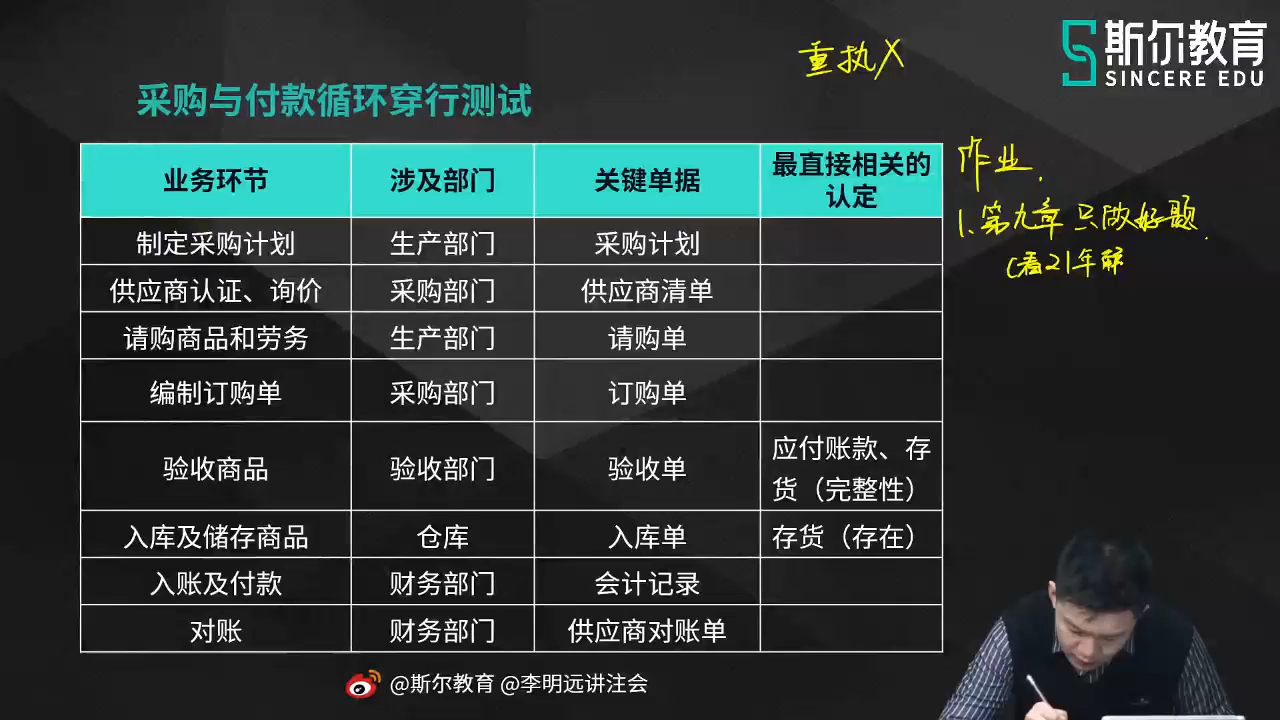 重执X
斯尔教育
SINCERE EDU
采购与付款循环穿行测试
业务环节 涉及部门 关键单据 最直接相关的认定
制定采购计划 生产部门 采购计划
供应商认证、询价 采购部门 供应商清单
请购商品和劳务 生产部门 请购单
编制订购单 采购部门 订购单
验收商品 验收部门 验收单 应付账款、存货（完整性）
入库及储存商品 仓库 入库单 存货（存在）
入账及付款 财务部门 会计记录
对账 财务部门 供应商对账单
作业.
1、第九章 只做好题.
(看21年解
@斯尔教育 @李明远讲注会